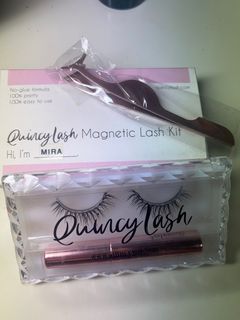 No-glue formula
100% pretty
100% easy to use
Quincy Lash Magnetic Lash Kit
Hi, I'm MIRA
Quincy Lash